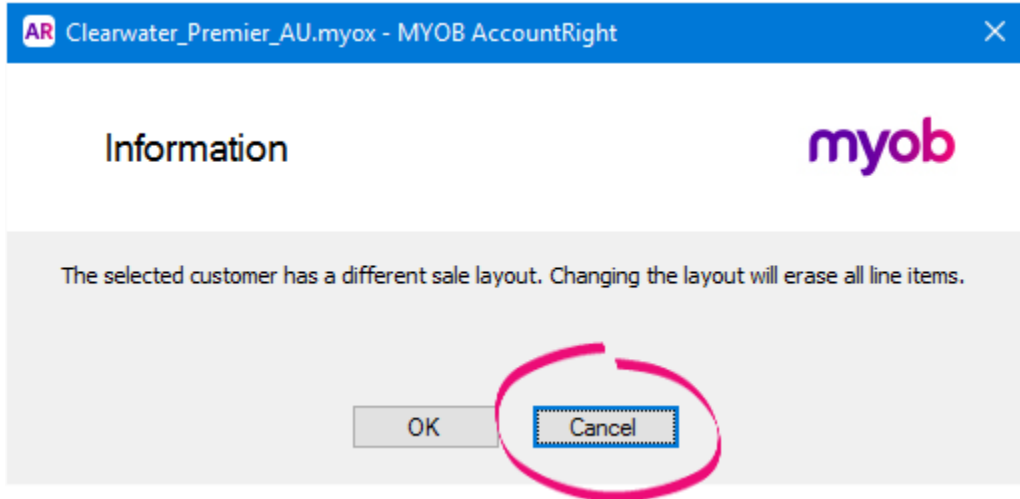 AR Clearwater_Premier_AU.myox - MYOB AccountRight
Information
myob
The selected customer has a different sale layout. Changing the layout will erase all line items.
OK
Cancel